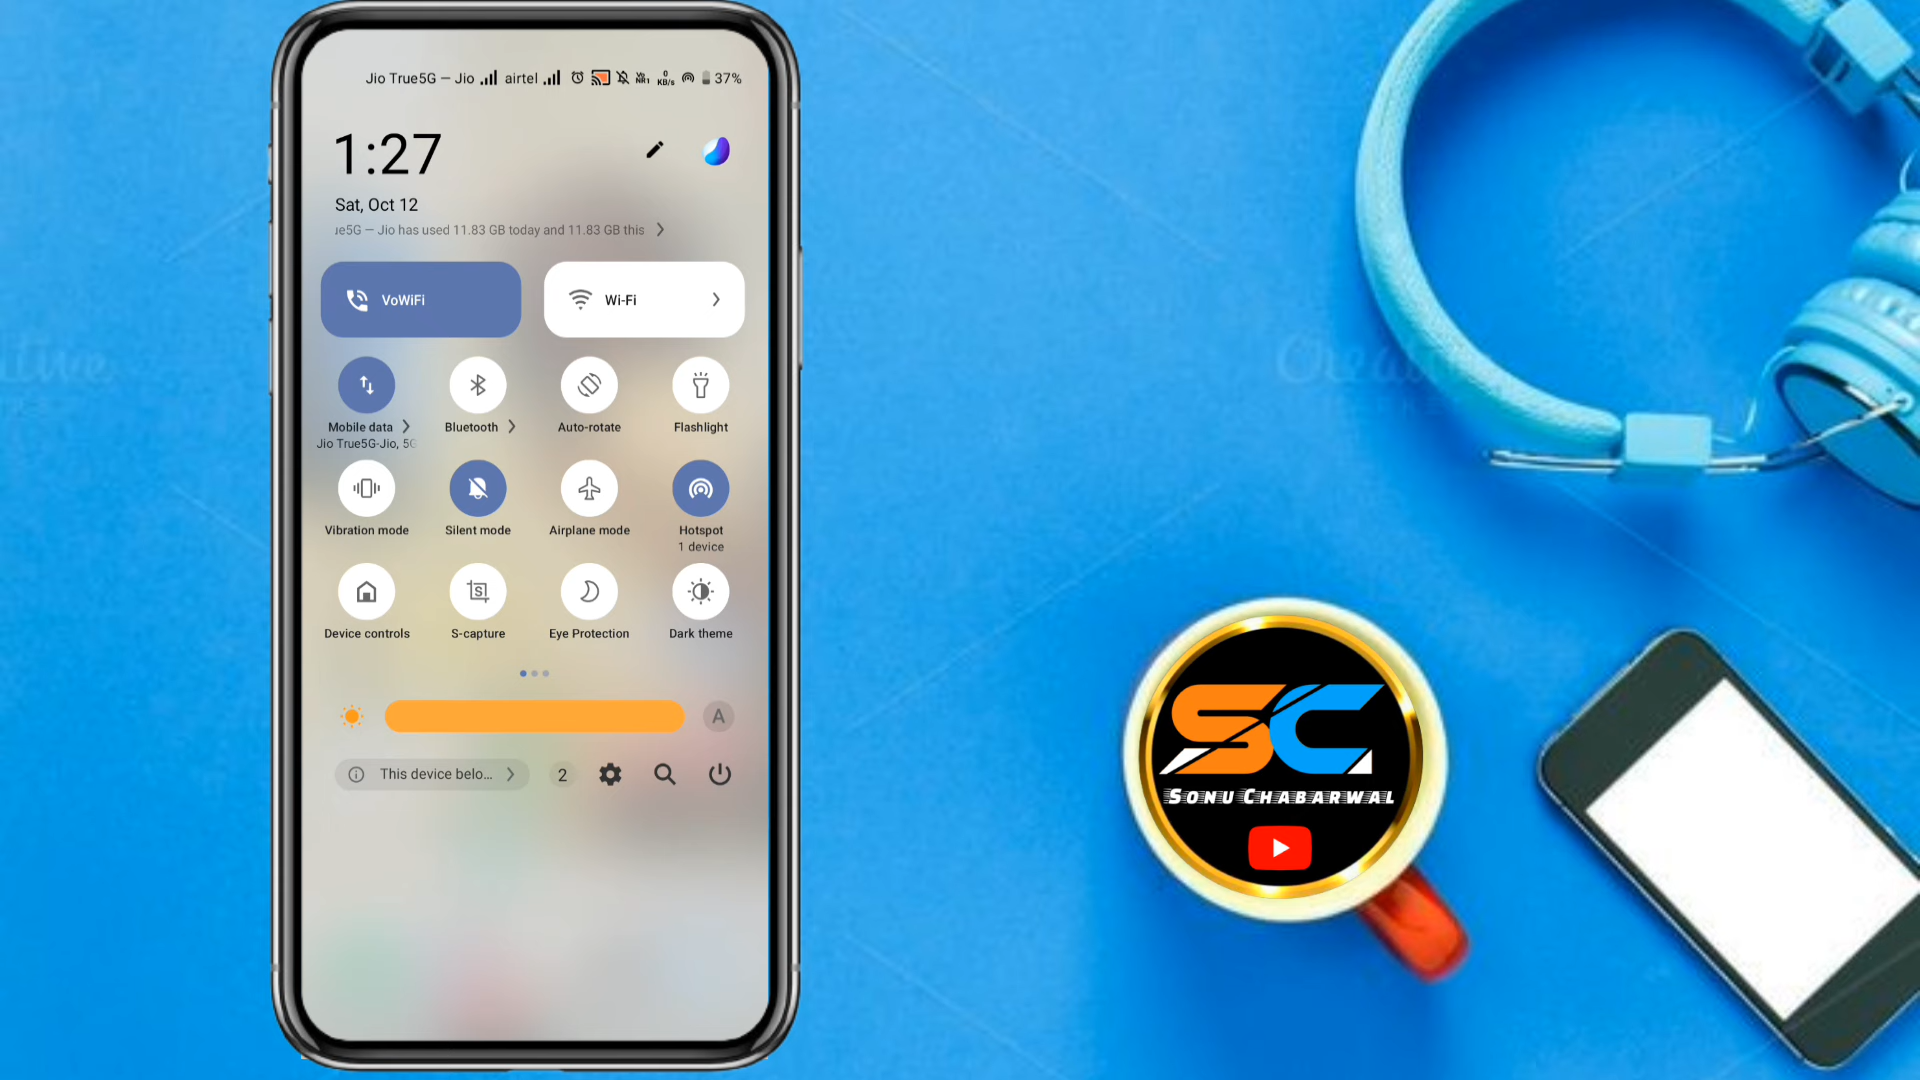 Jio True5G — Jio airtel 37%
1:27
Sat, Oct 12
Jio has used 11.83 GB today and 11.83 GB this
VoWiFi
Wi-Fi
Mobile data
Bluetooth
Auto-rotate
Flashlight
Jio True5G-Jio, 5G
Vibration mode
Silent mode
Airplane mode
Hotspot
1 device
Device controls
S-capture
Eye Protection
Dark theme
A
This device belo...
2
SC
SONU CHABARWAL